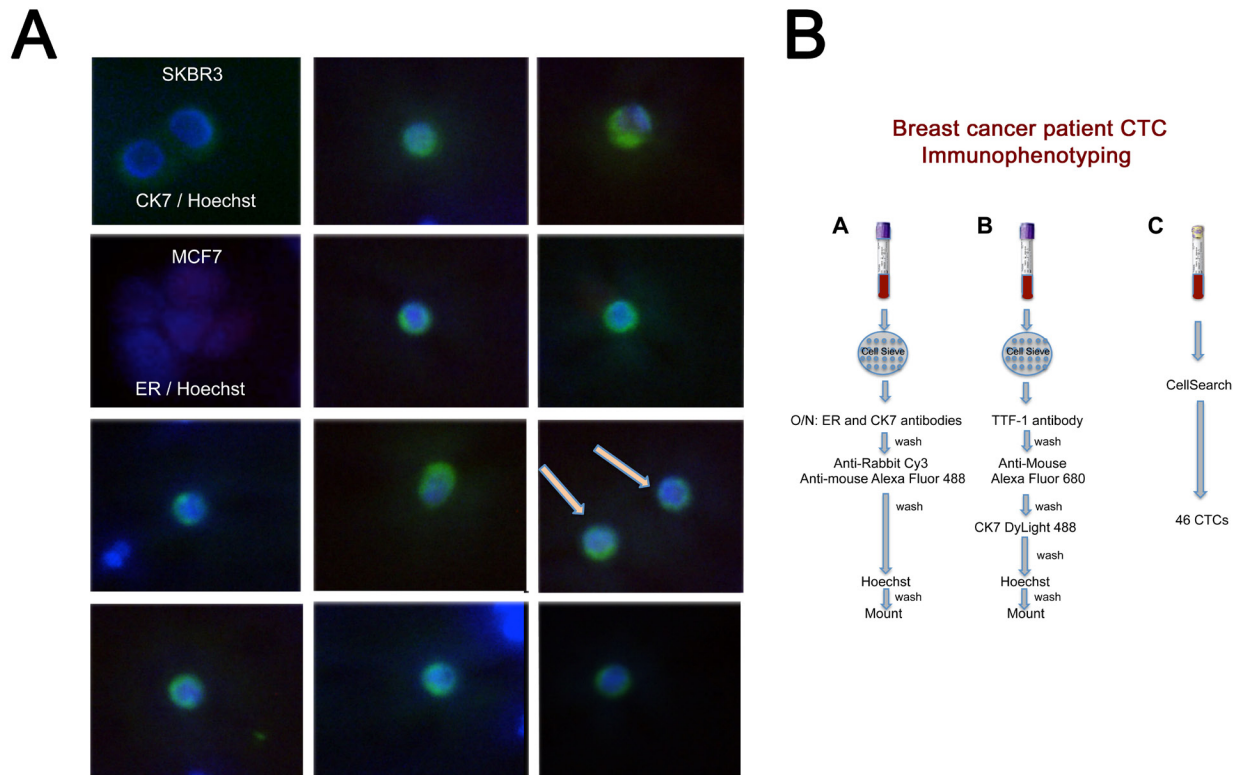 A
SKBR3
CK7 / Hoechst
MCF7
ER / Hoechst
B
Breast cancer patient CTC
Immunophenotyping
A
Cell Sieve
O/N: ER and CK7 antibodies
wash
Anti-Rabbit Cy3
Anti-mouse Alexa Fluor 488
wash
Hoechst
wash
Mount
B
Cell Sieve
TTF-1 antibody
wash
Anti-Mouse
Alexa Fluor 680
wash
CK7 DyLight 488
wash
Hoechst
wash
Mount
C
CellSearch
46 CTCs